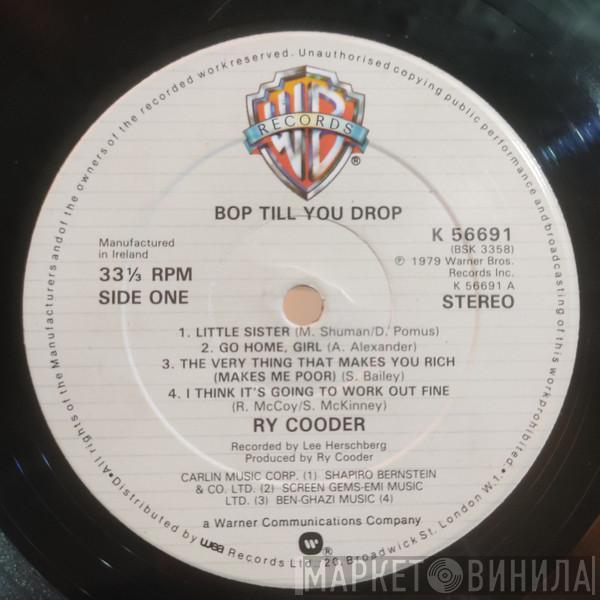 All rights of the Manufacturers and of the owners of the recorded work reserved. Unauthorised copying public performance and broadcasting of this work prohibited.
WB
RECORDS
®
BOP TILL YOU DROP
Manufactured
in Ireland
33⅓ RPM
SIDE ONE
K 56691
(BSK 3358)
℗ 1979 Warner Bros.
Records Inc.
K 56691 A
STEREO
1. LITTLE SISTER (M. Shuman/D. Pomus)
2. GO HOME, GIRL (A. Alexander)
3. THE VERY THING THAT MAKES YOU RICH
(MAKES ME POOR) (S. Bailey)
4. I THINK IT'S GOING TO WORK OUT FINE
(R. McCoy/S. McKinney)
RY COODER
Recorded by Lee Herschberg
Produced by Ry Cooder
CARLIN MUSIC CORP. (1) SHAPIRO BERNSTEIN
& CO. LTD. (2) SCREEN GEMS-EMI MUSIC
LTD. (3) BEN-GHAZI MUSIC (4)
a Warner Communications Company
W ®
•Distributed by wea Records Ltd., 20, Broadwick St. London W.1.•
МАРКЕТ ВИНИЛА